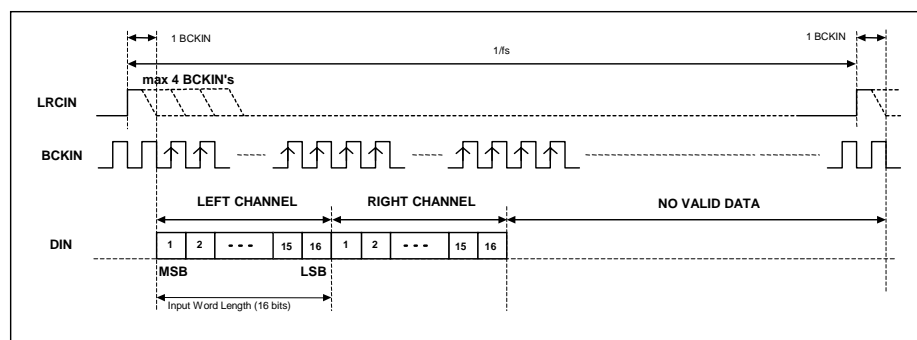 1 BCKIN 1 BCKIN
1/fs
max 4 BCKIN's
LRCIN
BCKIN
LEFT CHANNEL RIGHT CHANNEL NO VALID DATA
DIN 1 2 - - - 15 16 1 2 - - - 15 16
MSB LSB
Input Word Length (16 bits)